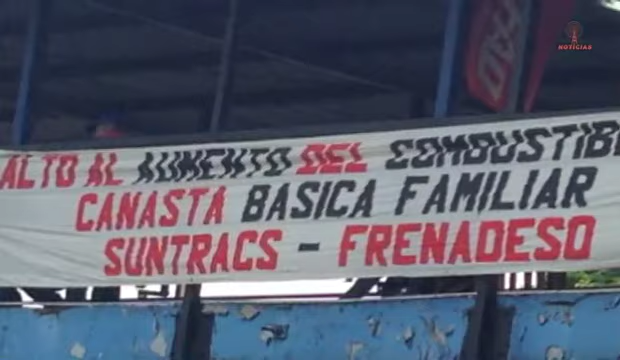 NOTICIAS
ALTO AL AUMENTO DEL COMBUSTIB
CANASTA BASICA FAMILIAR
SUNTRACS - FRENADESO